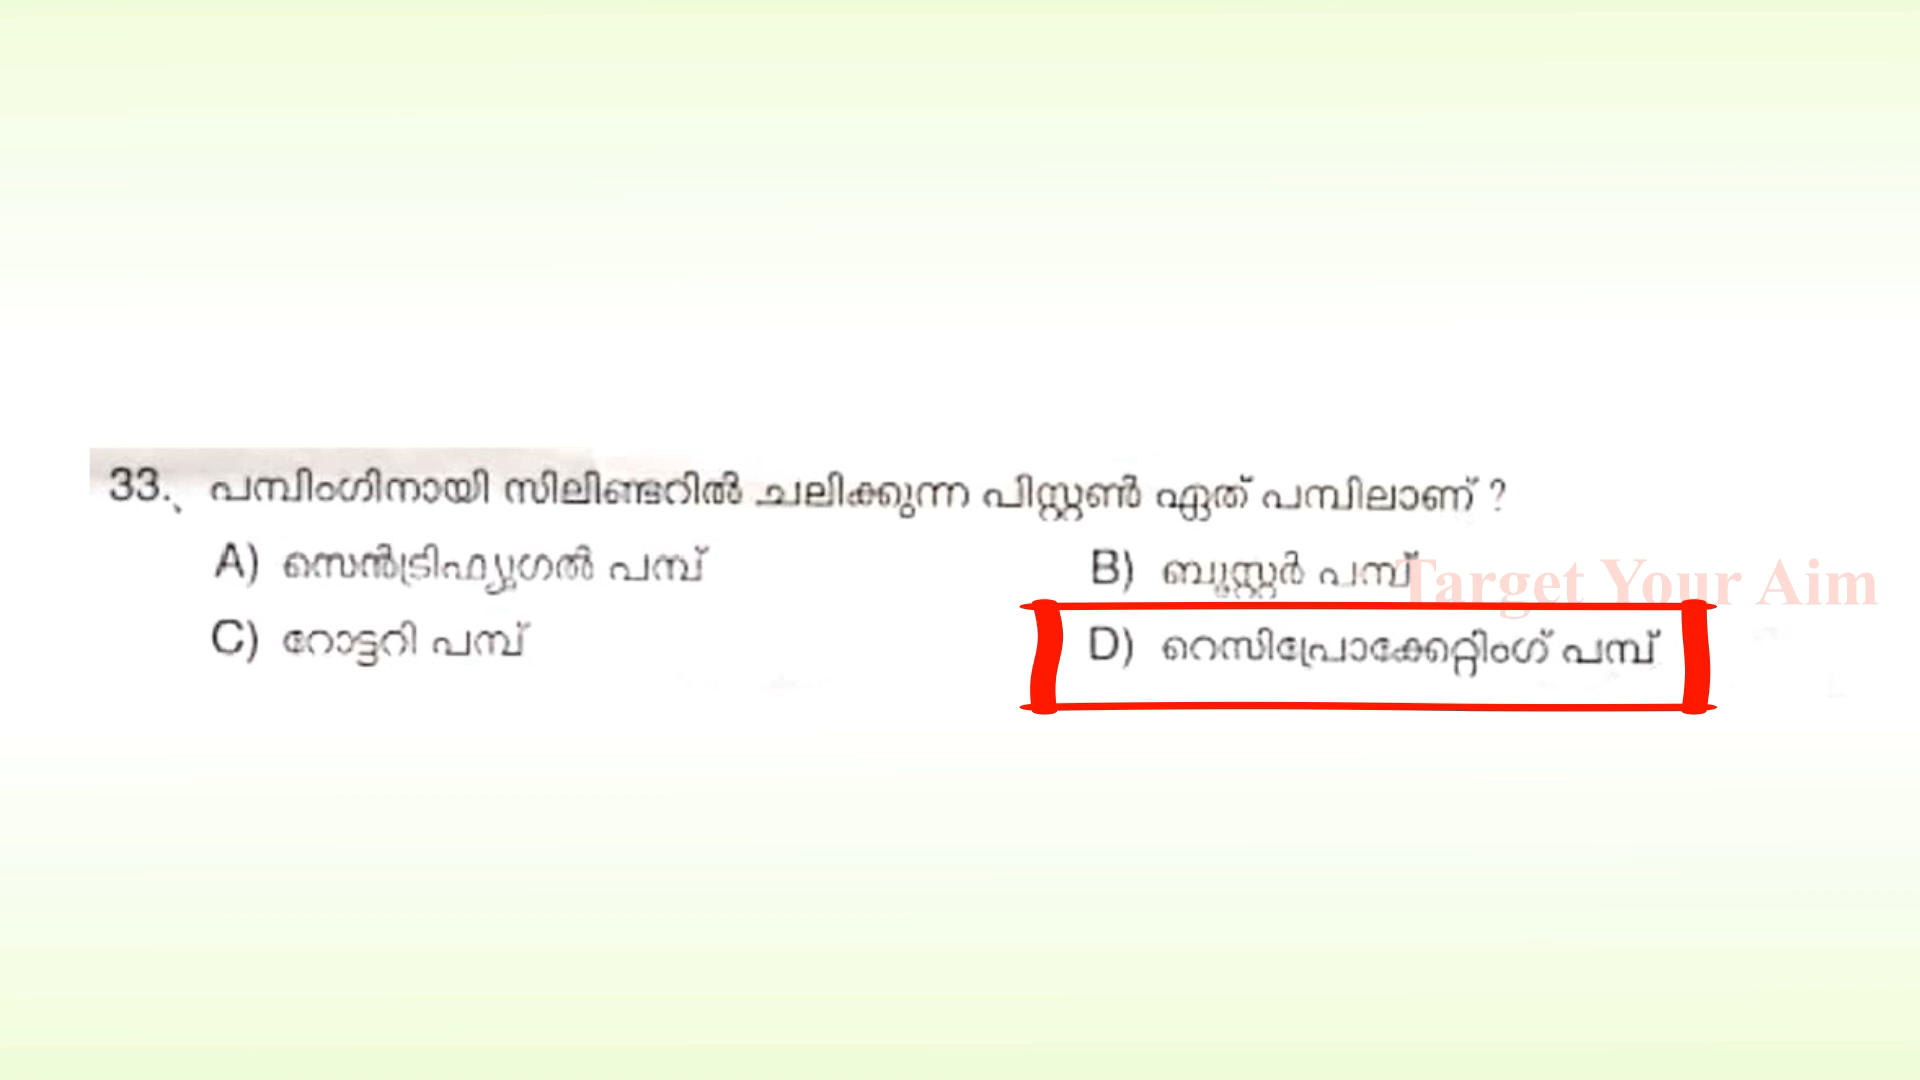 33. പമ്പിംഗിനായി സിലിണ്ടറിൽ ചലിക്കുന്ന പിസ്റ്റൺ ഏത് പമ്പിലാണ് ?
A) സെൻട്രിഫ്യുഗൽ പമ്പ് B) ബൂസ്റ്റർ പമ്പ്
Target Your Aim
C) റോട്ടറി പമ്പ് D) റെസിപ്രോക്കേറ്റിംഗ് പമ്പ്